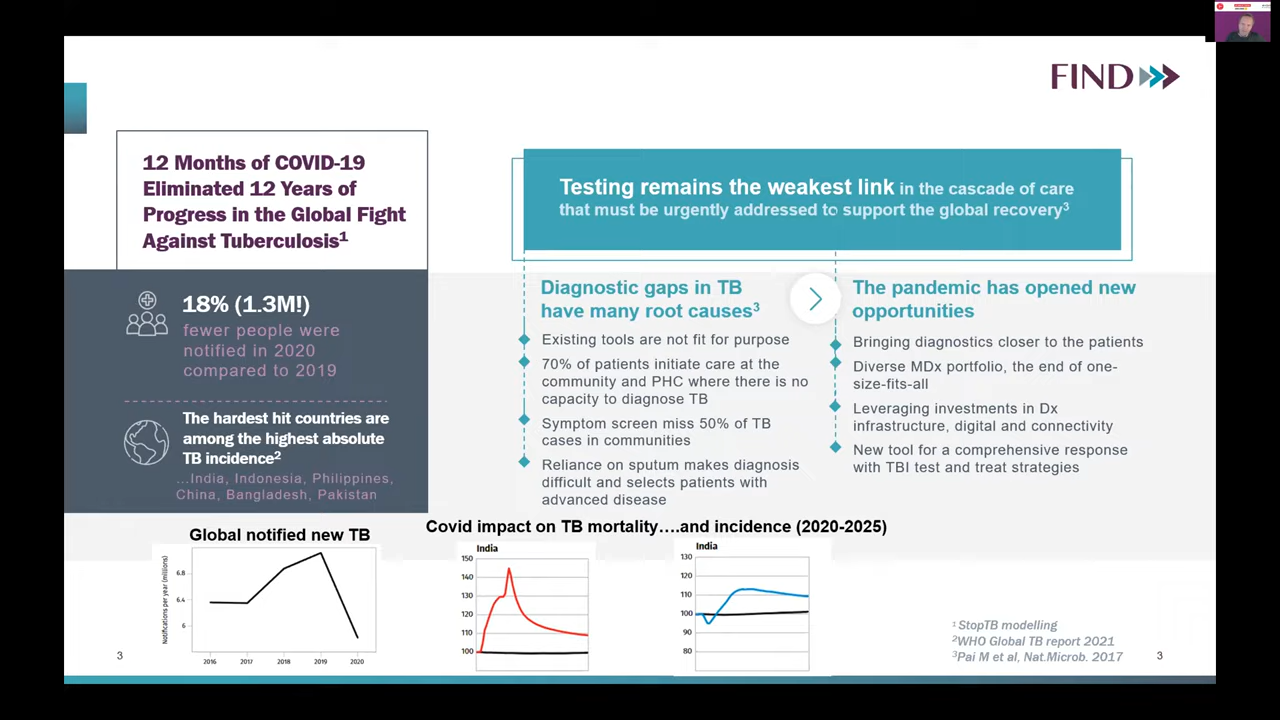 FIND
12 Months of COVID-19
Eliminated 12 Years of
Progress in the Global Fight
Against Tuberculosis1
18% (1.3M!)
fewer people were
notified in 2020
compared to 2019
The hardest hit countries are
among the highest absolute
TB incidence2
...India, Indonesia, Philippines,
China, Bangladesh, Pakistan
Testing remains the weakest link in the cascade of care
that must be urgently addressed to support the global recovery3
Diagnostic gaps in TB
have many root causes3
Existing tools are not fit for purpose
70% of patients initiate care at the
community and PHC where there is no
capacity to diagnose TB
Symptom screen miss 50% of TB
cases in communities
Reliance on sputum makes diagnosis
difficult and selects patients with
advanced disease
The pandemic has opened new
opportunities
Bringing diagnostics closer to the patients
Diverse MDx portfolio, the end of one-
size-fits-all
Leveraging investments in Dx
infrastructure, digital and connectivity
New tool for a comprehensive response
with TBI test and treat strategies
Global notified new TB
Notifications per year (millions)
6.8
6.4
6
2016 2017 2018 2019 2020
Covid impact on TB mortality....and incidence (2020-2025)
India
150
140
130
120
110
100
India
130
120
110
100
90
80
1 StopTB modelling
2WHO Global TB report 2021
3Pai M et al, Nat.Microb. 2017
3
3